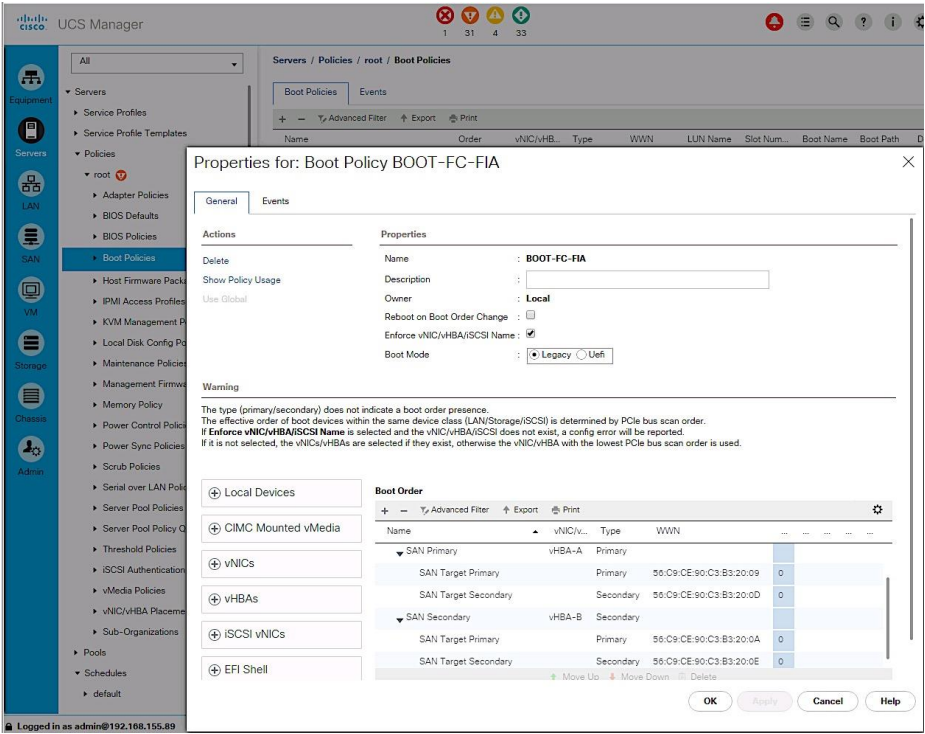 CISCO UCS Manager
1 31 4 33
All
Servers / Policies / root / Boot Policies
Equipment
Servers
LAN
SAN
VM
Storage
Chassis
Admin
Servers
Service Profiles
Service Profile Templates
Policies
root
Adapter Policies
BIOS Defaults
BIOS Policies
Boot Policies
Host Firmware Packa
IPMI Access Profiles
KVM Management P
Local Disk Config Po
Maintenance Policies
Management Firmwa
Memory Policy
Power Control Polici
Power Sync Policies
Scrub Policies
Serial over LAN Polic
Server Pool Policies
Server Pool Policy Q
Threshold Policies
iSCSI Authentication
vMedia Policies
vNIC/vHBA Placeme
Sub-Organizations
Pools
Schedules
default
Boot Policies Events
+ − Advanced Filter Export Print
Name Order vNIC/vHB... Type WWN LUN Name Slot Num... Boot Name Boot Path D
Properties for: Boot Policy BOOT-FC-FIA
General Events
Actions
Delete
Show Policy Usage
Use Global
Properties
Name : BOOT-FC-FIA
Description :
Owner : Local
Reboot on Boot Order Change :
Enforce vNIC/vHBA/iSCSI Name :
Boot Mode : Legacy Uefi
Warning
The type (primary/secondary) does not indicate a boot order presence.
The effective order of boot devices within the same device class (LAN/Storage/iSCSI) is determined by PCIe bus scan order.
If Enforce vNIC/vHBA/iSCSI Name is selected and the vNIC/vHBA/iSCSI does not exist, a config error will be reported.
If it is not selected, the vNICs/vHBAs are selected if they exist, otherwise the vNIC/vHBA with the lowest PCIe bus scan order is used.
Local Devices
CIMC Mounted vMedia
vNICs
vHBAs
iSCSI vNICs
EFI Shell
Boot Order
+ − Advanced Filter Export Print
Name vNIC/v... Type WWN ... ... ... ... ...
SAN Primary vHBA-A Primary
SAN Target Primary Primary 56:C9:CE:90:C3:B3:20:09 0
SAN Target Secondary Secondary 56:C9:CE:90:C3:B3:20:0D 0
SAN Secondary vHBA-B Secondary
SAN Target Primary Primary 56:C9:CE:90:C3:B3:20:0A 0
SAN Target Secondary Secondary 56:C9:CE:90:C3:B3:20:0E 0
Move Up Move Down Delete
OK Apply Cancel Help
Logged in as admin@192.168.155.89